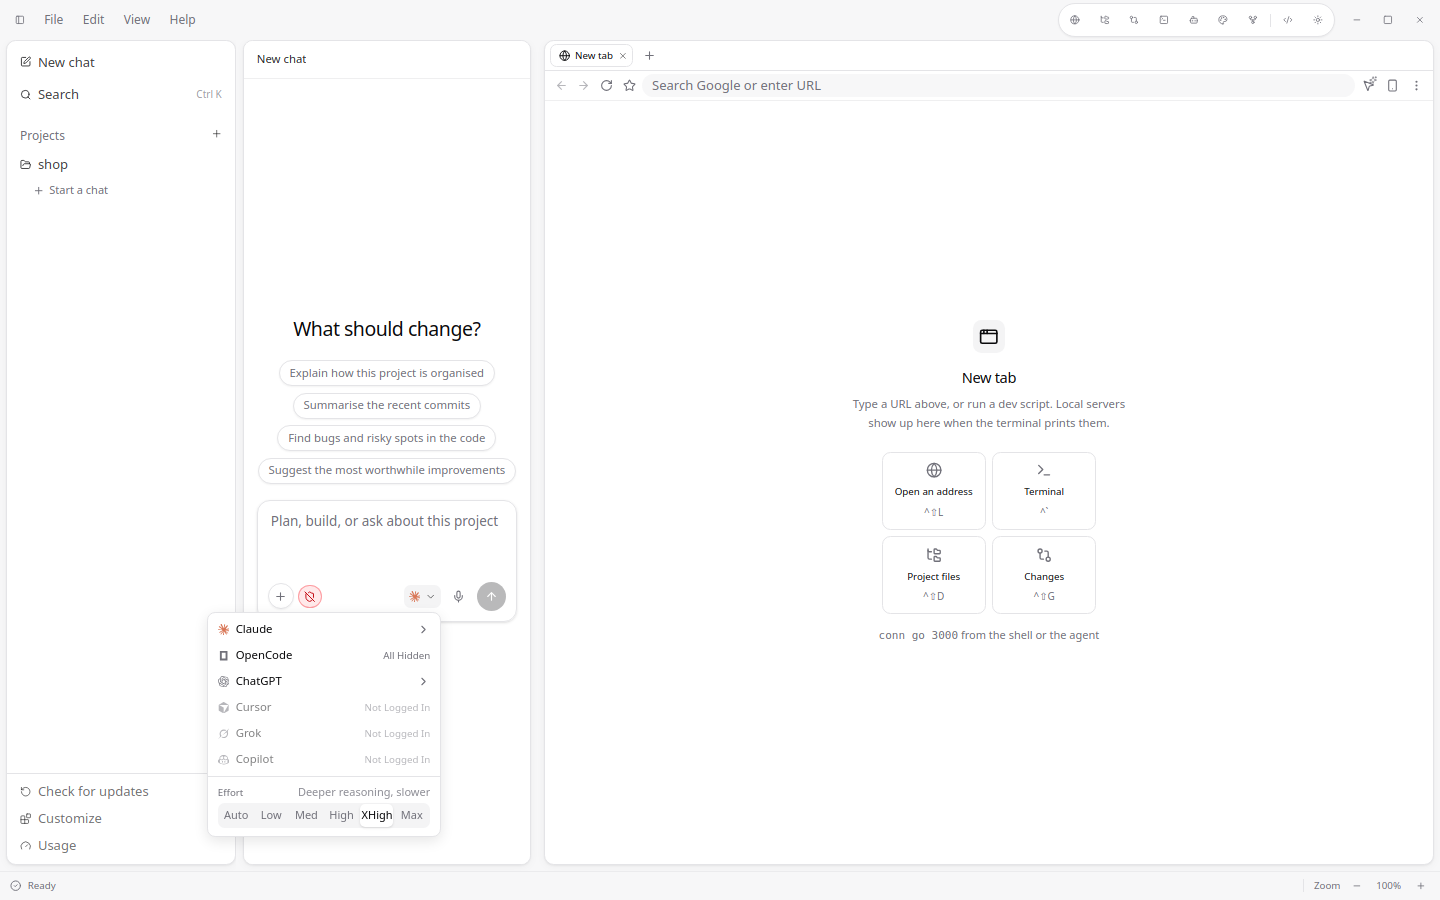 File Edit View Help
New chat
Search Ctrl K
Projects
shop
Start a chat
Check for updates
Customize
Usage
New chat
What should change?
Explain how this project is organised
Summarise the recent commits
Find bugs and risky spots in the code
Suggest the most worthwhile improvements
Plan, build, or ask about this project
Claude
OpenCode All Hidden
ChatGPT
Cursor Not Logged In
Grok Not Logged In
Copilot Not Logged In
Effort Deeper reasoning, slower
Auto Low Med High XHigh Max
New tab
Search Google or enter URL
New tab
Type a URL above, or run a dev script. Local servers
show up here when the terminal prints them.
Open an address
^⇧L
Terminal
^`
Project files
^⇧D
Changes
^⇧G
conn go 3000 from the shell or the agent
Ready
Zoom 100%